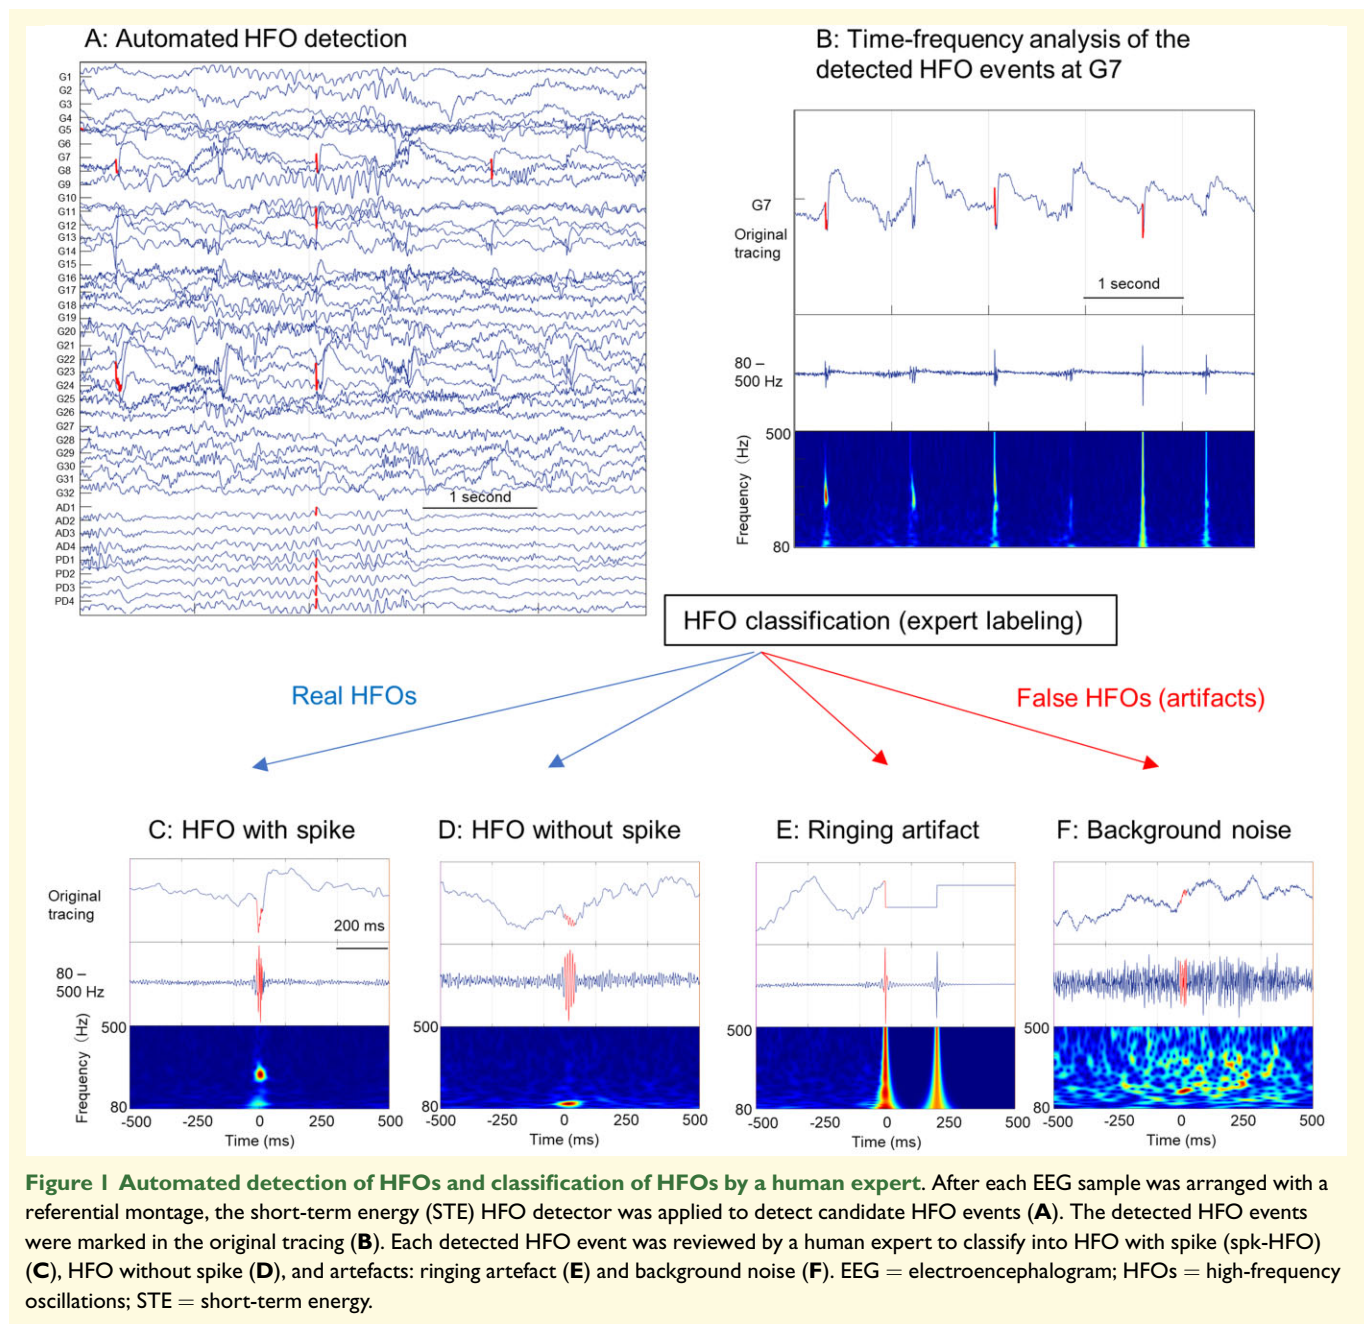 A: Automated HFO detection
G1
G2
G3
G4
G5
G6
G7
G8
G9
G10
G11
G12
G13
G14
G15
G16
G17
G18
G19
G20
G21
G22
G23
G24
G25
G26
G27
G28
G29
G30
G31
G32
1 second
AD1
AD2
AD3
AD4
PD1
PD2
PD3
PD4
B: Time-frequency analysis of the
detected HFO events at G7
G7
Original
tracing
1 second
80 –
500 Hz
500
Frequency (Hz)
80
HFO classification (expert labeling)
Real HFOs
False HFOs (artifacts)
C: HFO with spike
Original
tracing
200 ms
80 –
500 Hz
500
Frequency (Hz)
80
-500 -250 0 250 500
Time (ms)
D: HFO without spike
500
80
-500 -250 0 250 500
Time (ms)
E: Ringing artifact
500
80
-500 -250 0 250 500
Time (ms)
F: Background noise
500
80
-500 -250 0 250 500
Time (ms)
Figure 1 Automated detection of HFOs and classification of HFOs by a human expert. After each EEG sample was arranged with a
referential montage, the short-term energy (STE) HFO detector was applied to detect candidate HFO events (A). The detected HFO events
were marked in the original tracing (B). Each detected HFO event was reviewed by a human expert to classify into HFO with spike (spk-HFO)
(C), HFO without spike (D), and artefacts: ringing artefact (E) and background noise (F). EEG = electroencephalogram; HFOs = high-frequency
oscillations; STE = short-term energy.